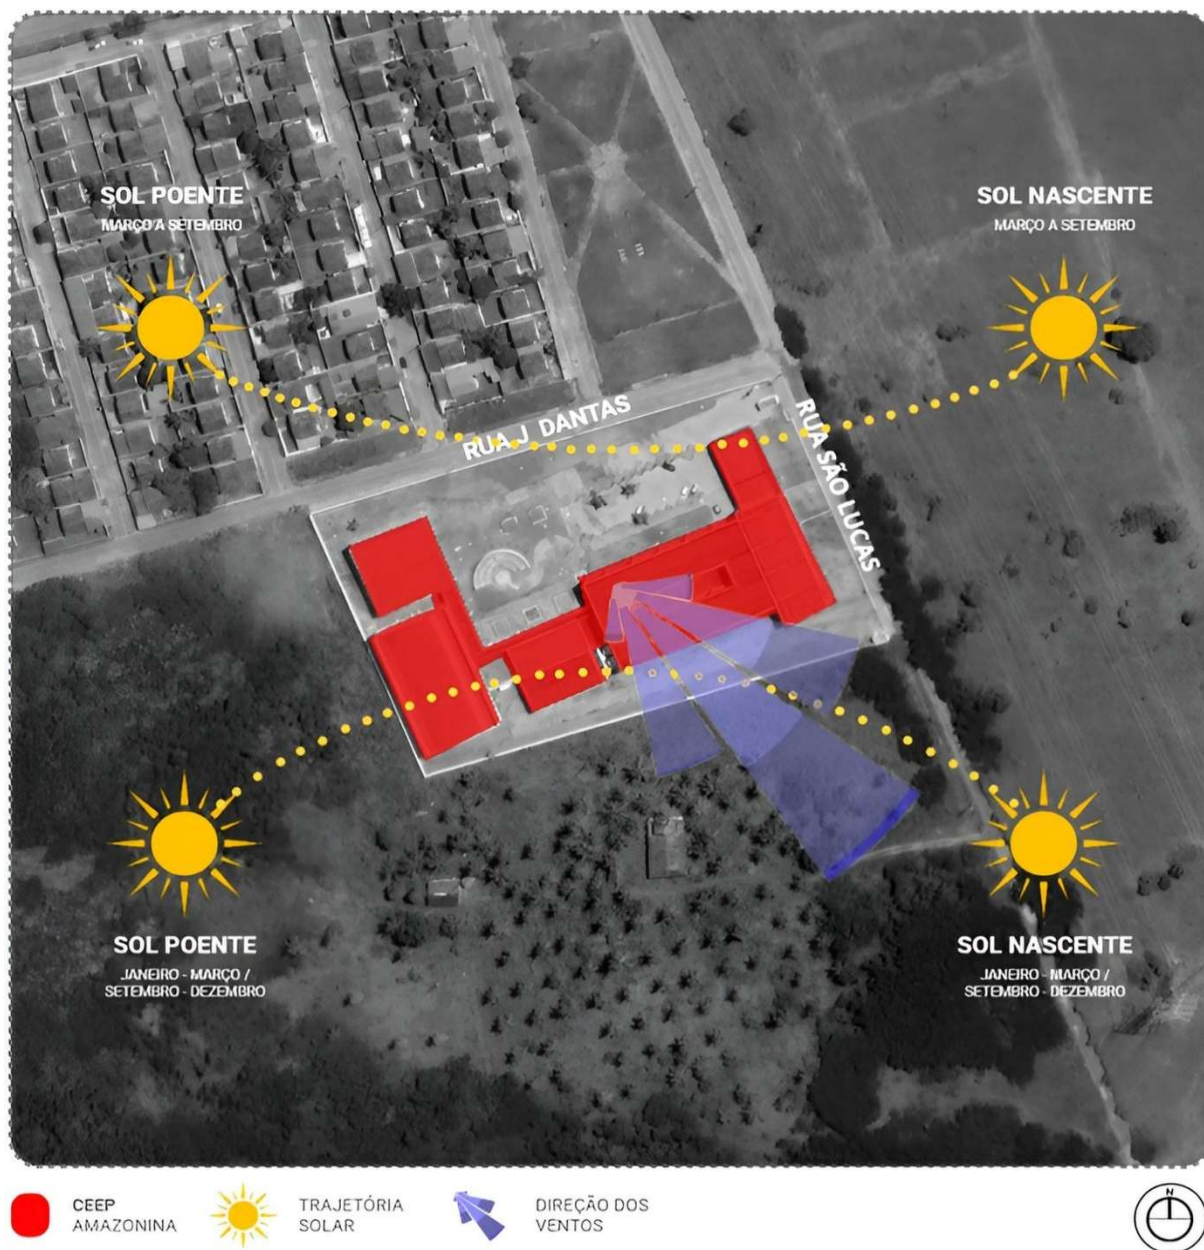 SOL POENTE
MARÇO A SETEMBRO
SOL NASCENTE
MARÇO A SETEMBRO
RUA J DANTAS
RUA SÃO LUCAS
SOL POENTE
JANEIRO - MARÇO /
SETEMBRO - DEZEMBRO
SOL NASCENTE
JANEIRO - MARÇO /
SETEMBRO - DEZEMBRO
CEEP
AMAZONINA
TRAJETÓRIA
SOLAR
DIREÇÃO DOS
VENTOS
N